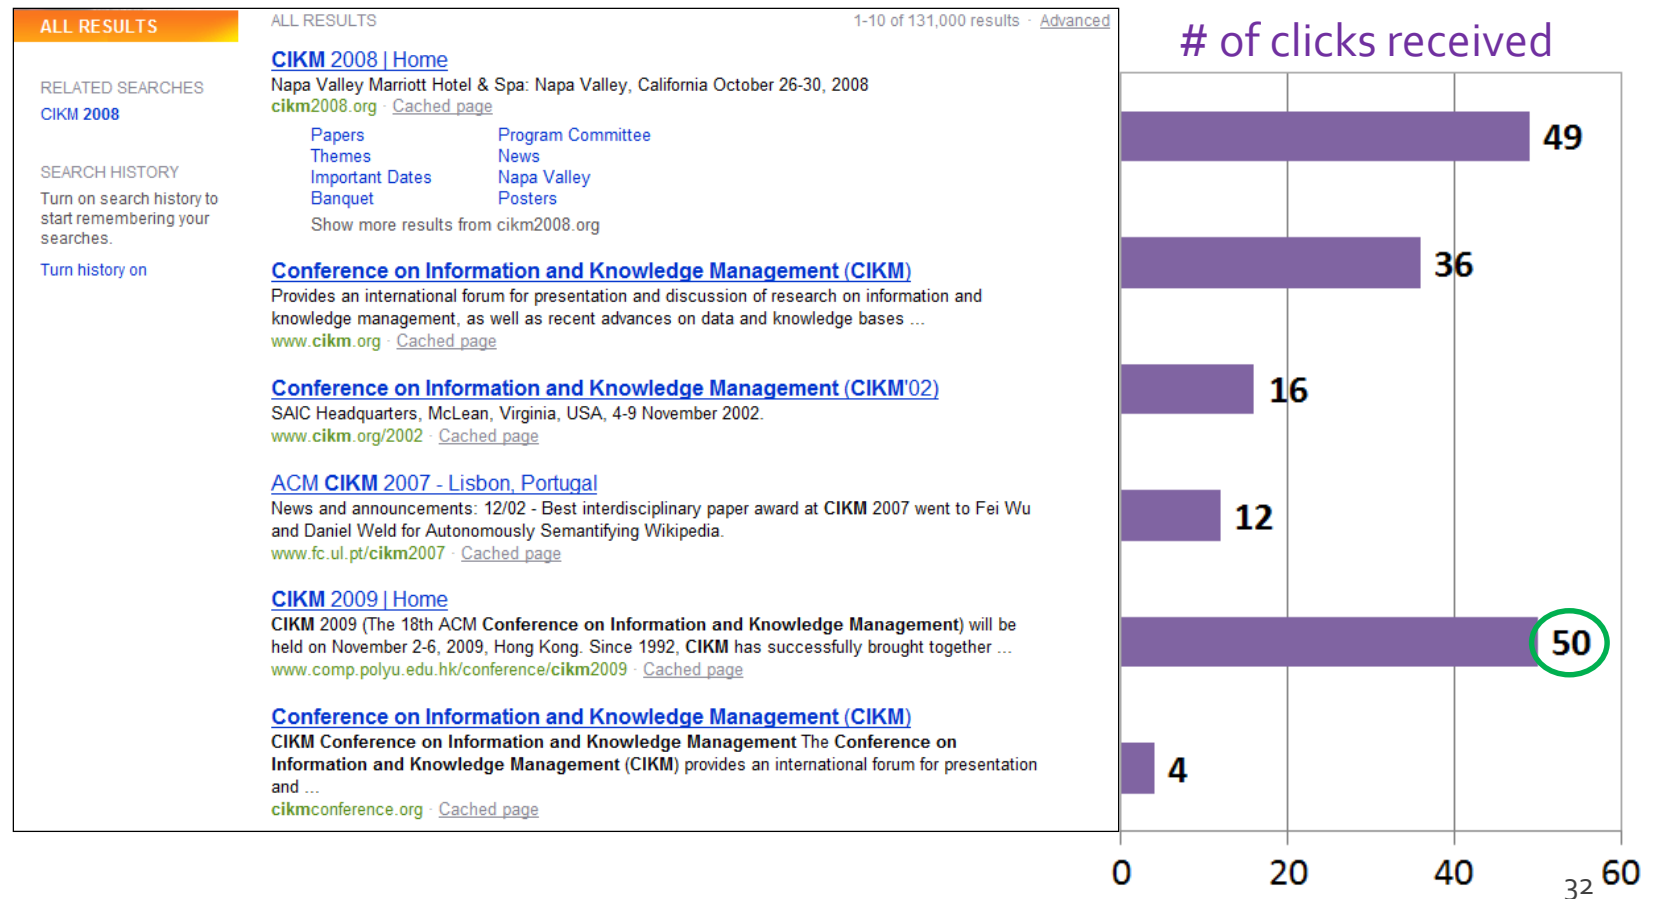 ALL RESULTS
RELATED SEARCHES
CIKM 2008
SEARCH HISTORY
Turn on search history to
start remembering your
searches.
Turn history on
ALL RESULTS
1-10 of 131,000 results · Advanced
CIKM 2008 | Home
Napa Valley Marriott Hotel & Spa: Napa Valley, California October 26-30, 2008
cikm2008.org · Cached page
Papers
Program Committee
Themes
News
Important Dates
Napa Valley
Banquet
Posters
Show more results from cikm2008.org
Conference on Information and Knowledge Management (CIKM)
Provides an international forum for presentation and discussion of research on information and
knowledge management, as well as recent advances on data and knowledge bases ...
www.cikm.org · Cached page
Conference on Information and Knowledge Management (CIKM'02)
SAIC Headquarters, McLean, Virginia, USA, 4-9 November 2002.
www.cikm.org/2002 · Cached page
ACM CIKM 2007 - Lisbon, Portugal
News and announcements: 12/02 - Best interdisciplinary paper award at CIKM 2007 went to Fei Wu
and Daniel Weld for Autonomously Semantifying Wikipedia.
www.fc.ul.pt/cikm2007 · Cached page
CIKM 2009 | Home
CIKM 2009 (The 18th ACM Conference on Information and Knowledge Management) will be
held on November 2-6, 2009, Hong Kong. Since 1992, CIKM has successfully brought together ...
www.comp.polyu.edu.hk/conference/cikm2009 · Cached page
Conference on Information and Knowledge Management (CIKM)
CIKM Conference on Information and Knowledge Management The Conference on
Information and Knowledge Management (CIKM) provides an international forum for presentation
and ...
cikmconference.org · Cached page
# of clicks received
49
36
16
12
50
4
0 20 40 60
32